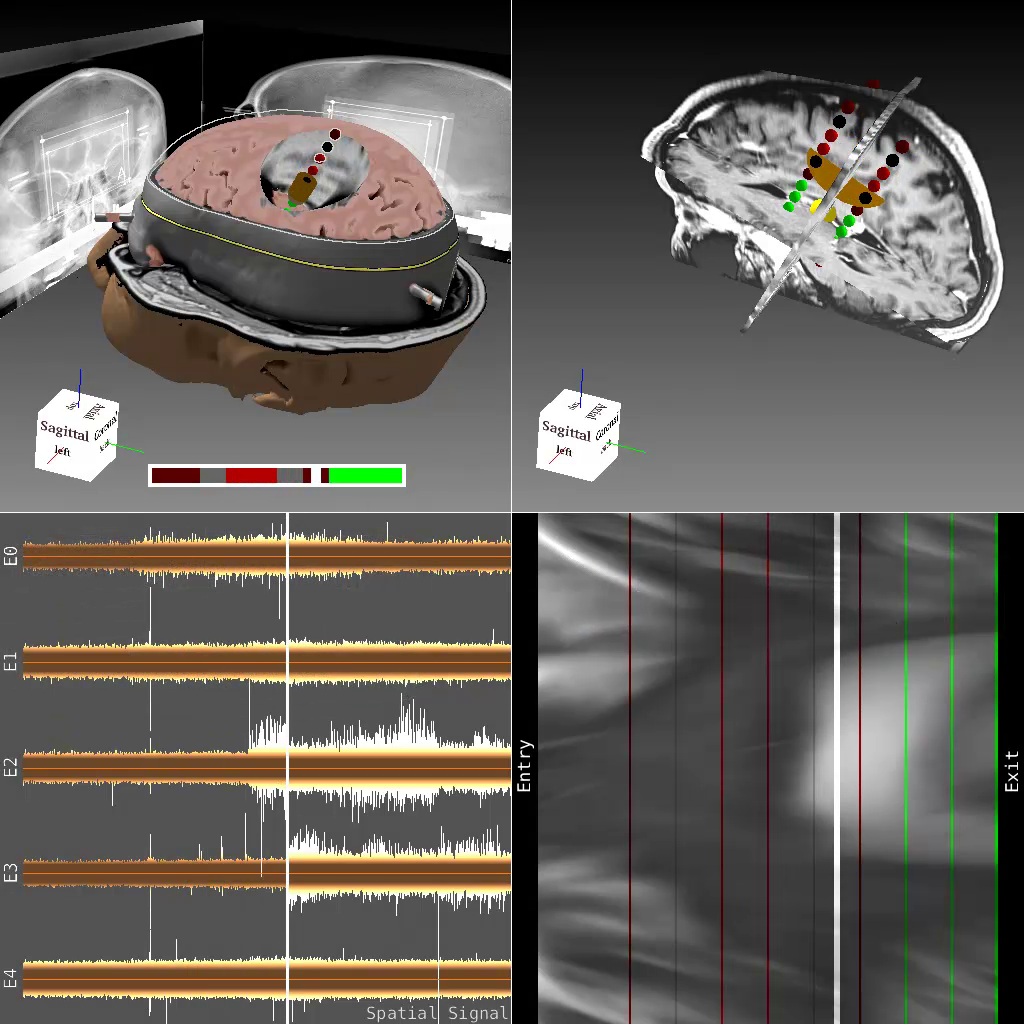 A
Axial
Sagittal
Coronal
left
Axial
Sagittal
Coronal
left
E0
E1
E2
E3
E4
Spatial Signal
Entry
Exit